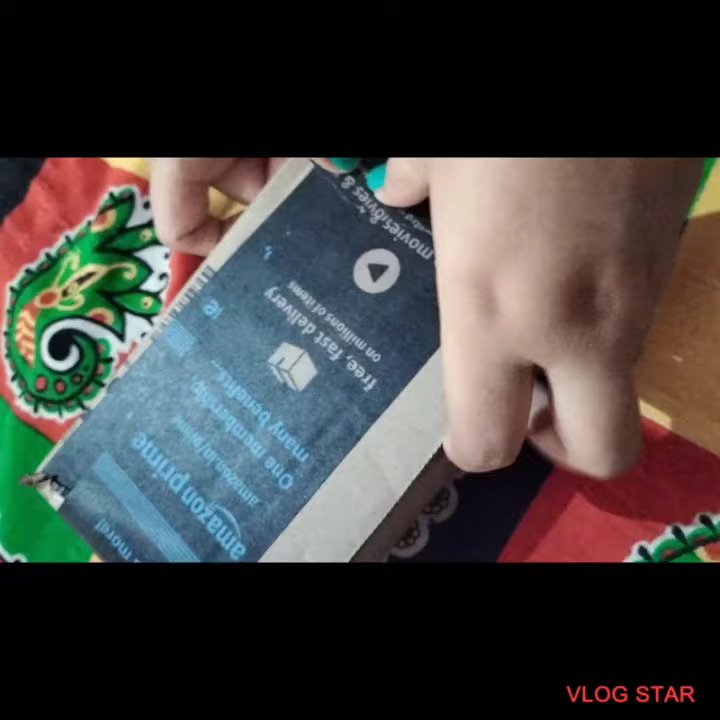 amazon prime
amazon.in/prime
One membership,
many benefits...
free, fast delivery
on millions of items
movies &
more!
VLOG STAR